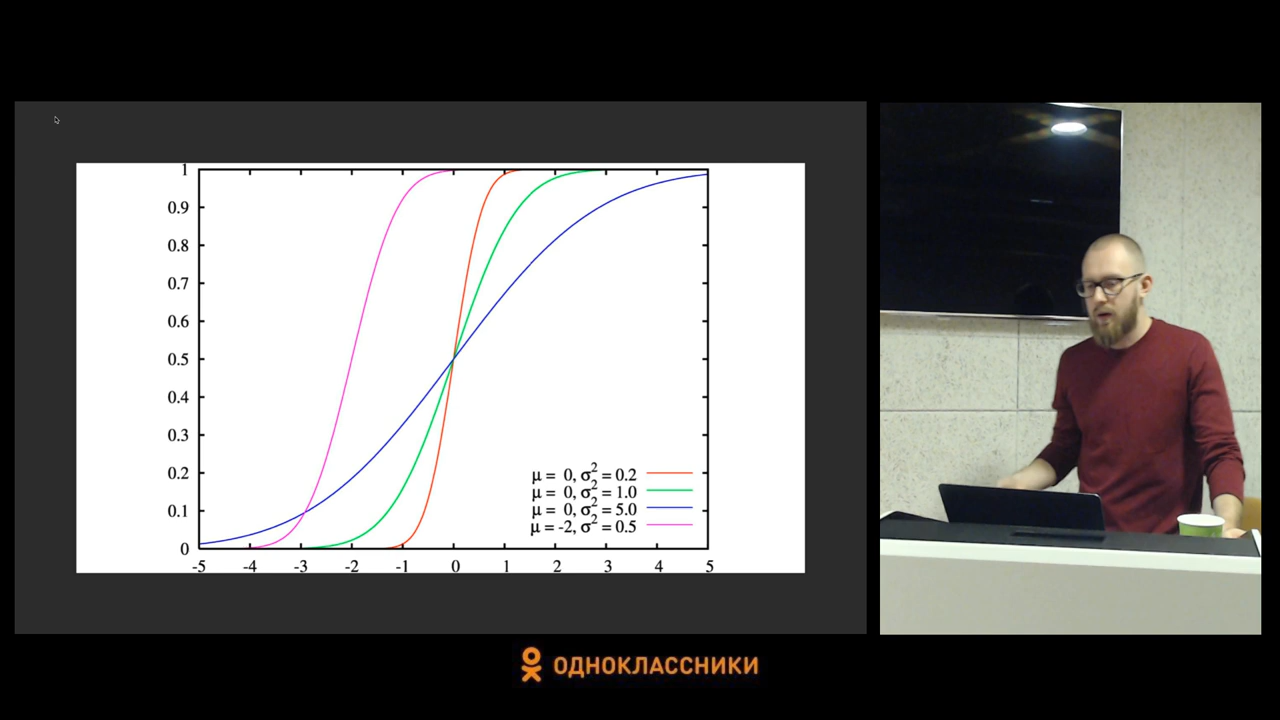 1
0.9
0.8
0.7
0.6
0.5
0.4
0.3
0.2
0.1
0
-5 -4 -3 -2 -1 0 1 2 3 4 5
μ = 0, σ² = 0.2
μ = 0, σ² = 1.0
μ = 0, σ² = 5.0
μ = -2, σ² = 0.5
ОДНОКЛАССНИКИ